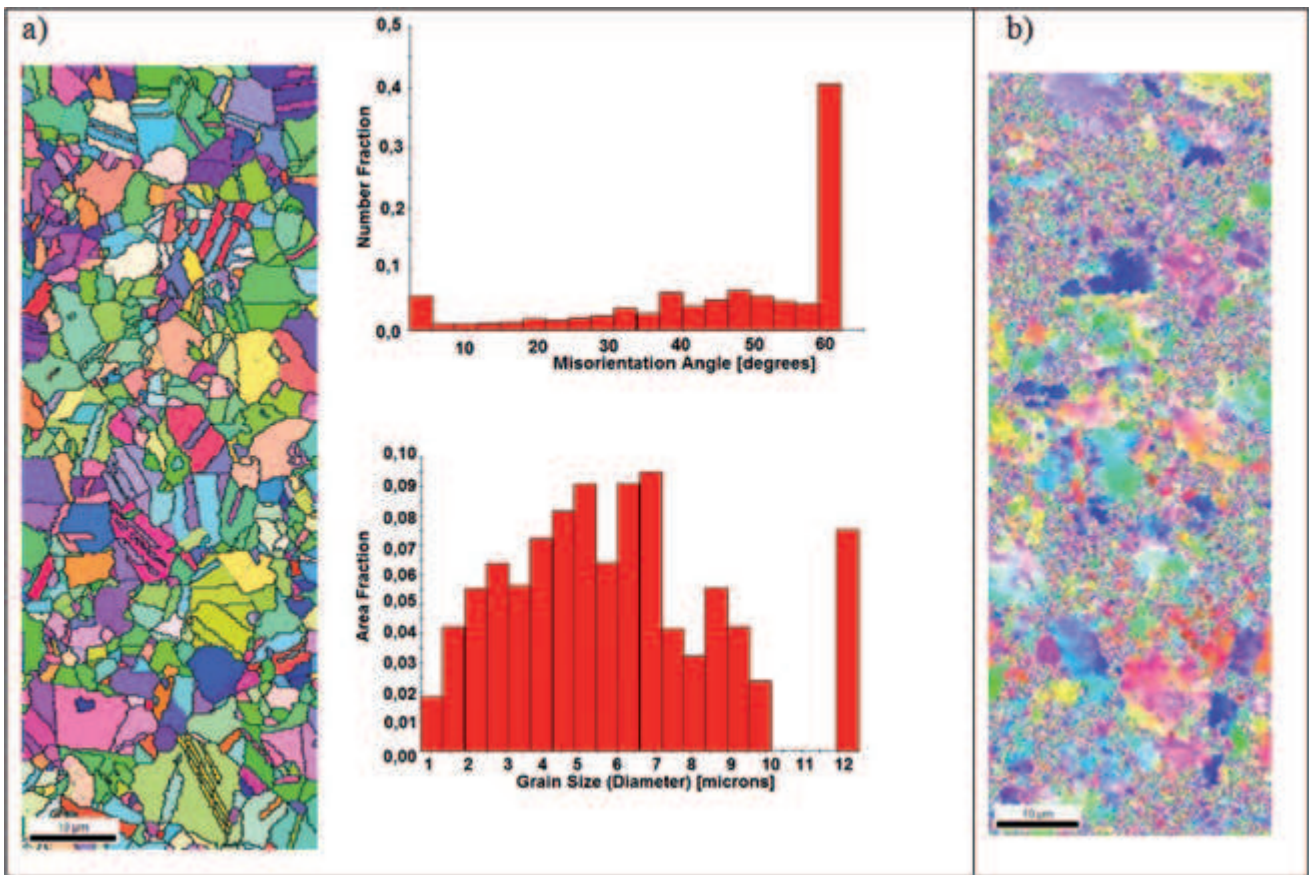 a)
0,5
0,4
0,3
0,2
0,1
0,0
Number Fraction
10 20 30 40 50 60
Misorientation Angle [degrees]
0,10
0,09
0,08
0,06
0,05
0,04
0,03
0,02
0,01
0,00
Area Fraction
1 2 3 4 5 6 7 8 9 10 11 12
Grain Size (Diameter) [microns]
10 µm
b)
10 µm